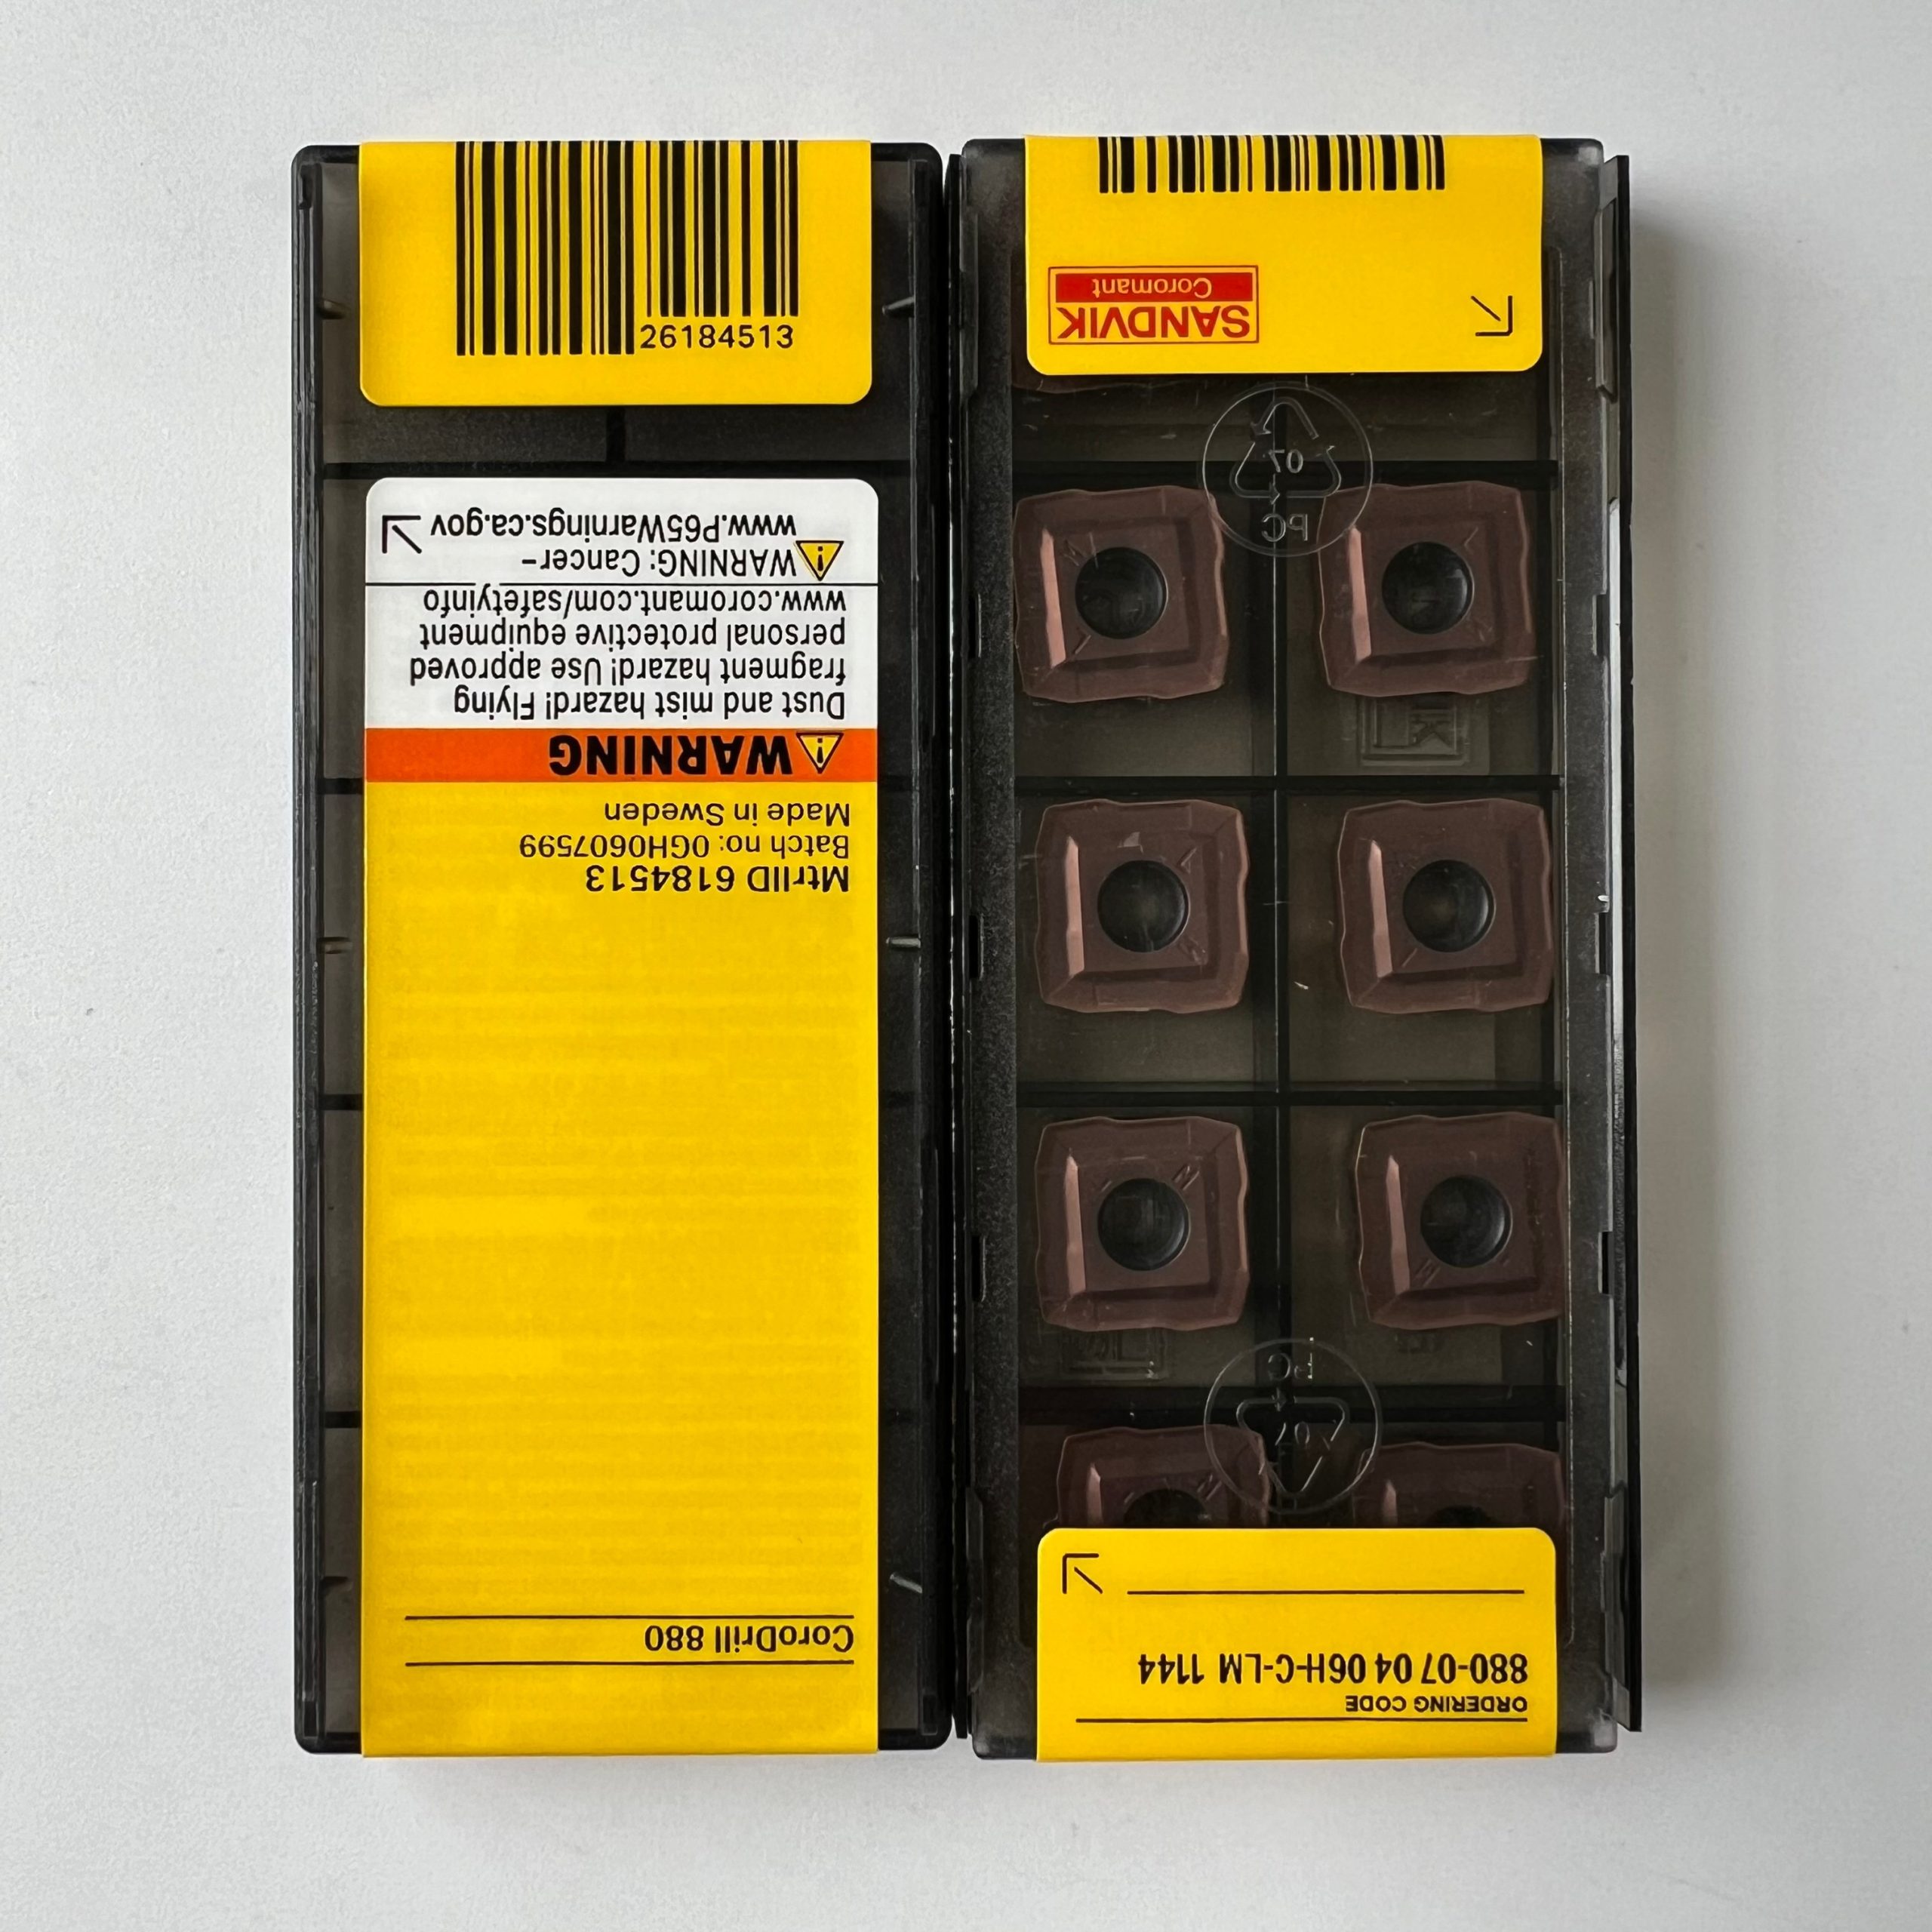 26184513
CoroDrill 880
MtrlID 6184513
Batch no: 0GH0607599
Made in Sweden
WARNING
Dust and mist hazard! Flying
fragment hazard! Use approved
personal protective equipment
www.coromant.com/safetyinfo
WARNING: Cancer-
www.P65Warnings.ca.gov
ORDERING CODE
880-07 04 06H-C-LM 1144
SANDVIK
Coromant
07
PC
07
PC